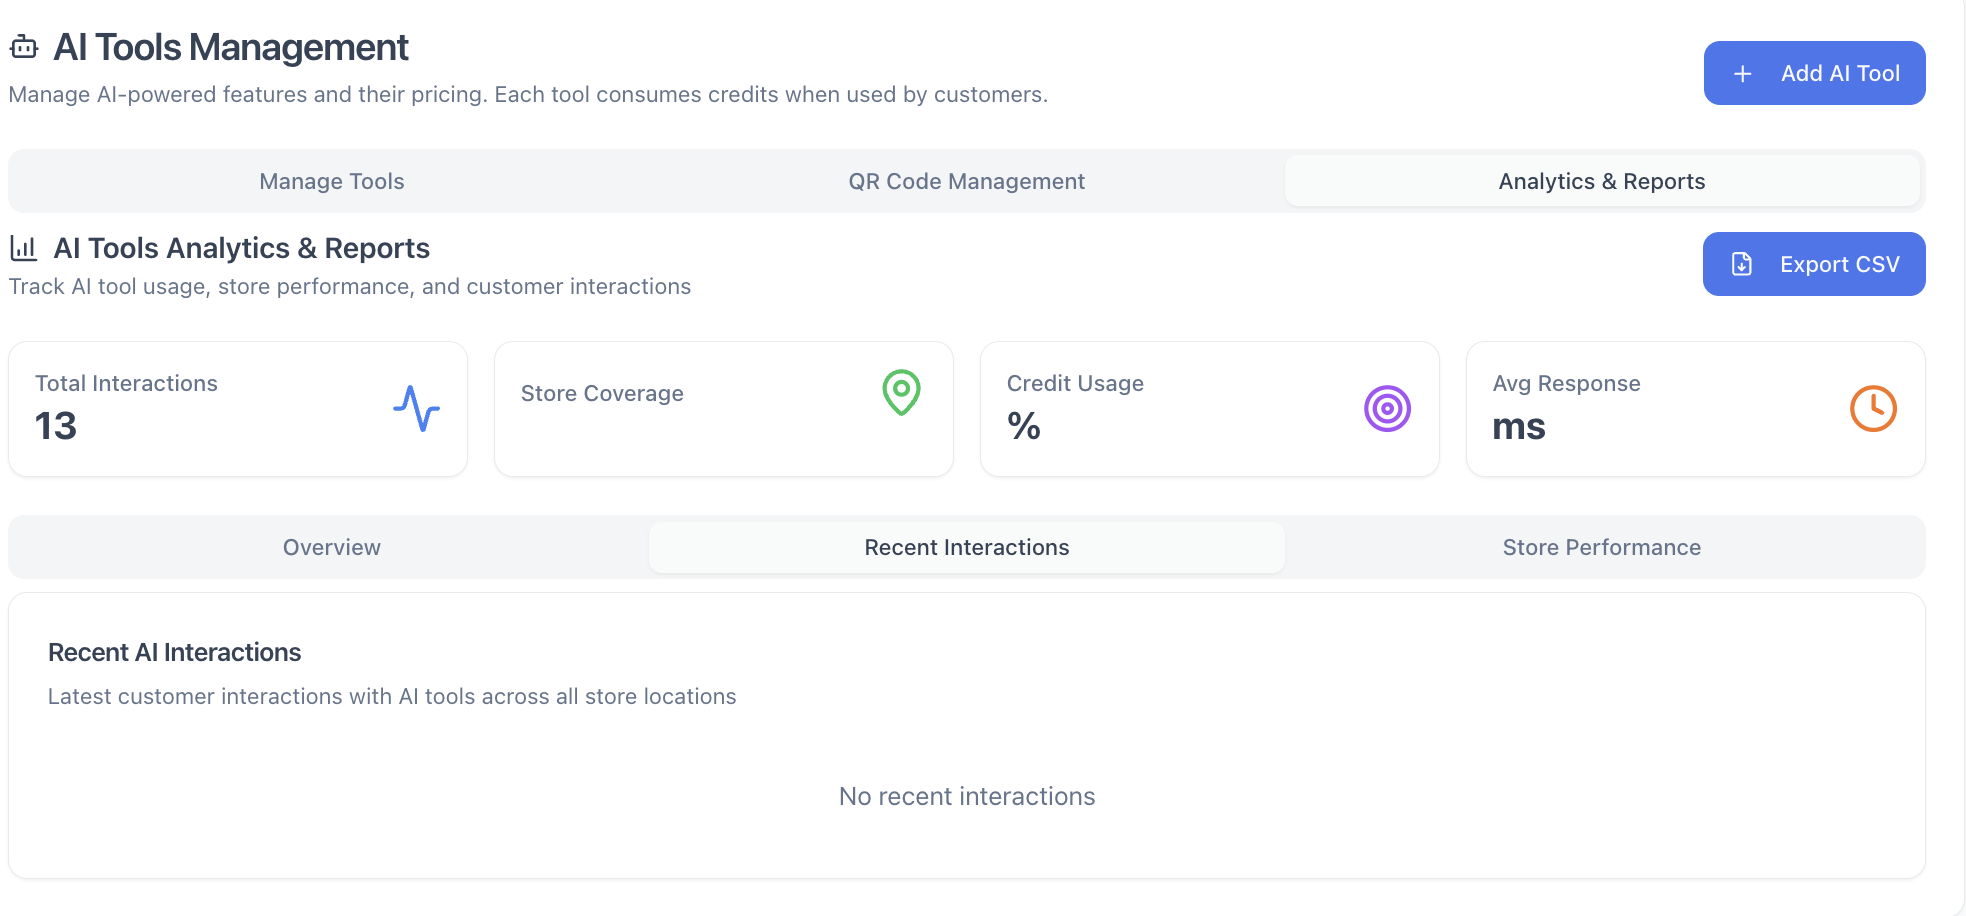 AI Tools Management
Manage AI-powered features and their pricing. Each tool consumes credits when used by customers.
Add AI Tool
Manage Tools
QR Code Management
Analytics & Reports
AI Tools Analytics & Reports
Track AI tool usage, store performance, and customer interactions
Export CSV
Total Interactions
13
Store Coverage
Credit Usage
%
Avg Response
ms
Overview
Recent Interactions
Store Performance
Recent AI Interactions
Latest customer interactions with AI tools across all store locations
No recent interactions